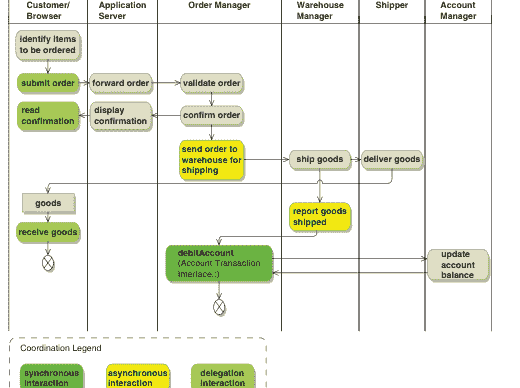 Customer/
Browser
Application
Server
Order Manager
Warehouse
Manager
Shipper
Account
Manager
identify items
to be ordered
submit order
forward order
validate order
read
confirmation
display
confirmation
confirm order
send order to
warehouse for
shipping
ship goods
deliver goods
goods
report goods
shipped
receive goods
debitAccount
(Account Transaction
update
account
balance
Coordination Legend
synchronous
interaction
asynchronous
interaction
delegation
interaction